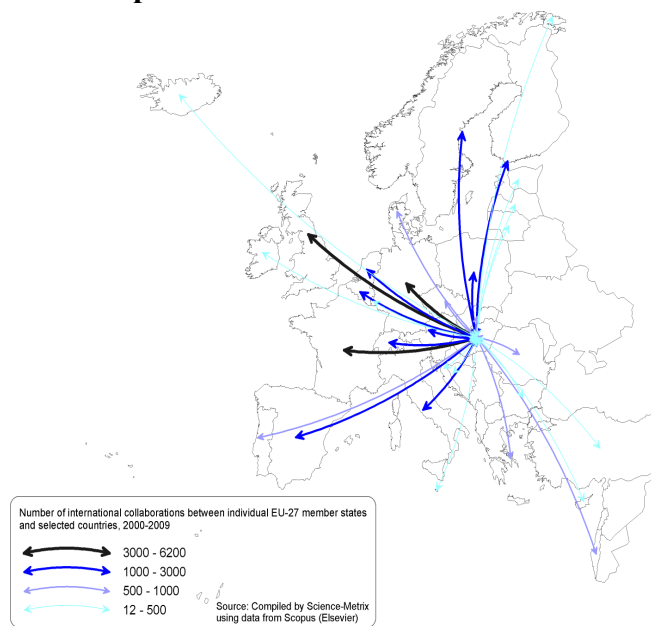 Number of international collaborations between individual EU-27 member states
and selected countries, 2000-2009
3000 - 6200
1000 - 3000
500 - 1000
12 - 500
Source: Compiled by Science-Metrix
using data from Scopus (Elsevier)